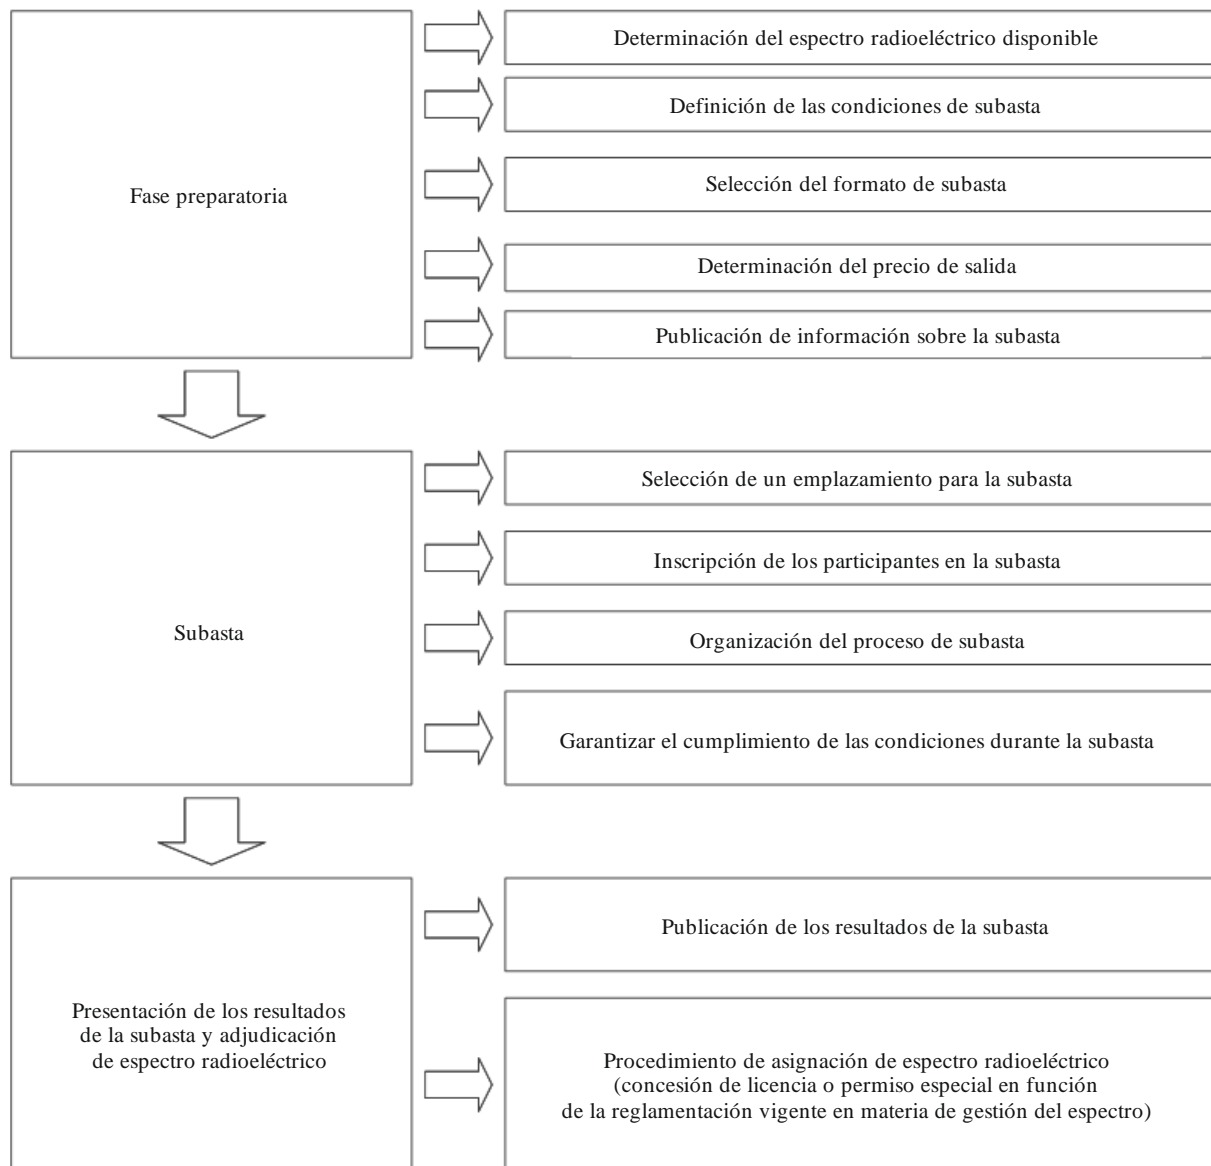 Fase preparatoria
Determinación del espectro radioeléctrico disponible
Definición de las condiciones de subasta
Selección del formato de subasta
Determinación del precio de salida
Publicación de información sobre la subasta
Subasta
Selección de un emplazamiento para la subasta
Inscripción de los participantes en la subasta
Organización del proceso de subasta
Garantizar el cumplimiento de las condiciones durante la subasta
Presentación de los resultados
de la subasta y adjudicación
de espectro radioeléctrico
Publicación de los resultados de la subasta
Procedimiento de asignación de espectro radioeléctrico
(concesión de licencia o permiso especial en función
de la reglamentación vigente en materia de gestión del espectro)